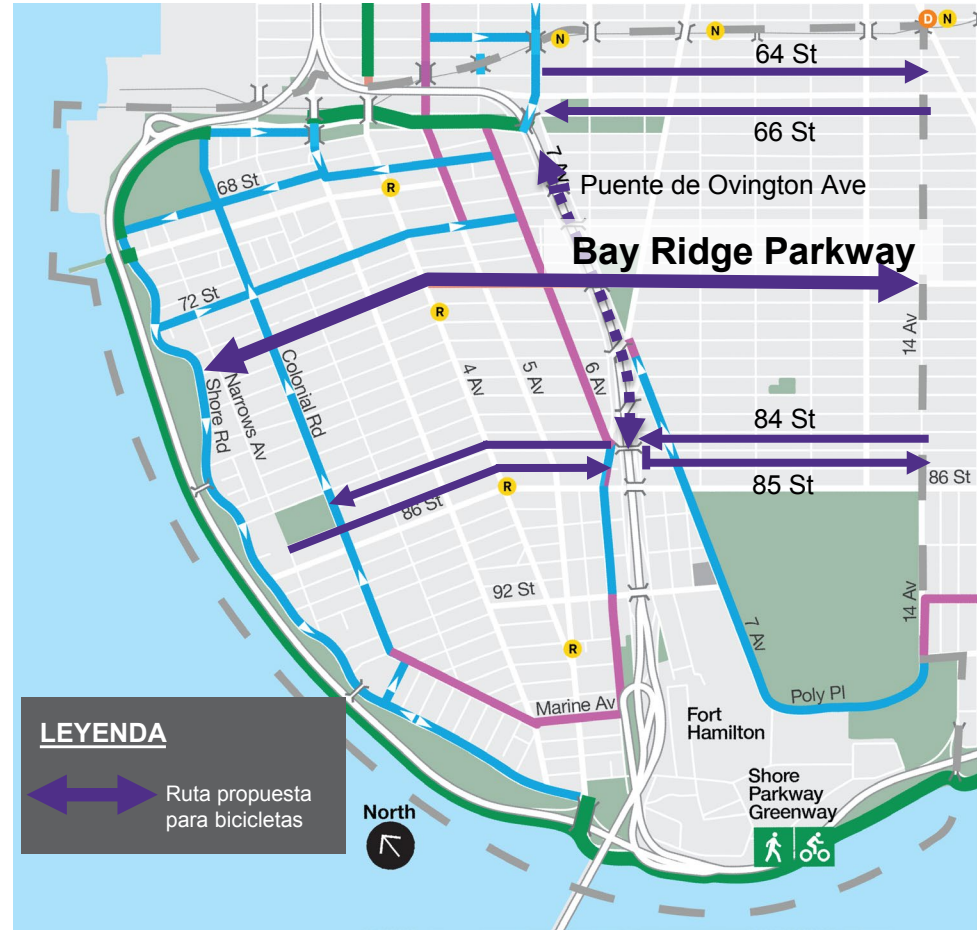 D N
N
N
64 St
66 St
7 AV
Puente de Ovington Ave
68 St
R
Bay Ridge Parkway
72 St
R
14 Av
Shore Rd
Narrows Av
Colonial Rd
4 Av
5 Av
6 Av
84 St
85 St
86 St
86 St
R
92 St
R
7 Av
14 Av
Poly Pl
Marine Av
Fort
Hamilton
Shore
Parkway
Greenway
LEYENDA
Ruta propuesta
para bicicletas
North